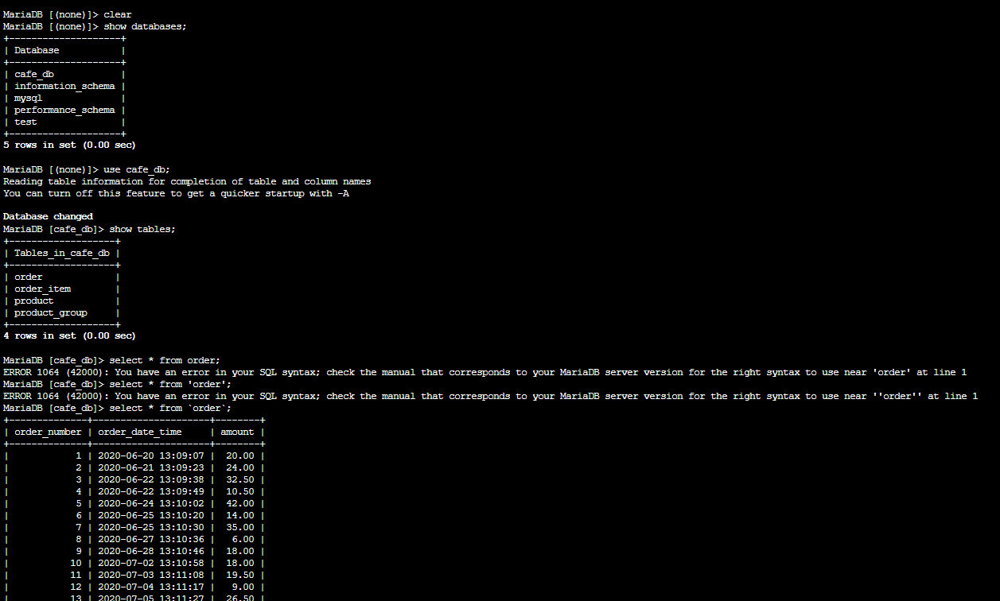 MariaDB [(none)]> clear
MariaDB [(none)]> show databases;
+--------------------+
| Database           |
+--------------------+
| cafe_db            |
| information_schema |
| mysql              |
| performance_schema |
| test               |
+--------------------+
5 rows in set (0.00 sec)

MariaDB [(none)]> use cafe_db;
Reading table information for completion of table and column names
You can turn off this feature to get a quicker startup with -A

Database changed
MariaDB [cafe_db]> show tables;
+-------------------+
| Tables_in_cafe_db |
+-------------------+
| order             |
| order_item        |
| product           |
| product_group     |
+-------------------+
4 rows in set (0.00 sec)

MariaDB [cafe_db]> select * from order;
ERROR 1064 (42000): You have an error in your SQL syntax; check the manual that corresponds to your MariaDB server version for the right syntax to use near 'order' at line 1
MariaDB [cafe_db]> select * from 'order';
ERROR 1064 (42000): You have an error in your SQL syntax; check the manual that corresponds to your MariaDB server version for the right syntax to use near ''order'' at line 1
MariaDB [cafe_db]> select * from `order`;
+--------------+---------------------+--------+
| order_number | order_date_time     | amount |
+--------------+---------------------+--------+
|            1 | 2020-06-20 13:09:07 |  20.00 |
|            2 | 2020-06-21 13:09:23 |  24.00 |
|            3 | 2020-06-22 13:09:38 |  32.50 |
|            4 | 2020-06-22 13:09:49 |  10.50 |
|            5 | 2020-06-24 13:10:02 |  42.00 |
|            6 | 2020-06-25 13:10:20 |  14.00 |
|            7 | 2020-06-25 13:10:30 |  35.00 |
|            8 | 2020-06-27 13:10:36 |   6.00 |
|            9 | 2020-06-28 13:10:46 |  18.00 |
|           10 | 2020-07-02 13:10:58 |  18.00 |
|           11 | 2020-07-03 13:11:08 |  19.50 |
|           12 | 2020-07-04 13:11:17 |   9.00 |
|           13 | 2020-07-05 13:11:27 |  26.50 |